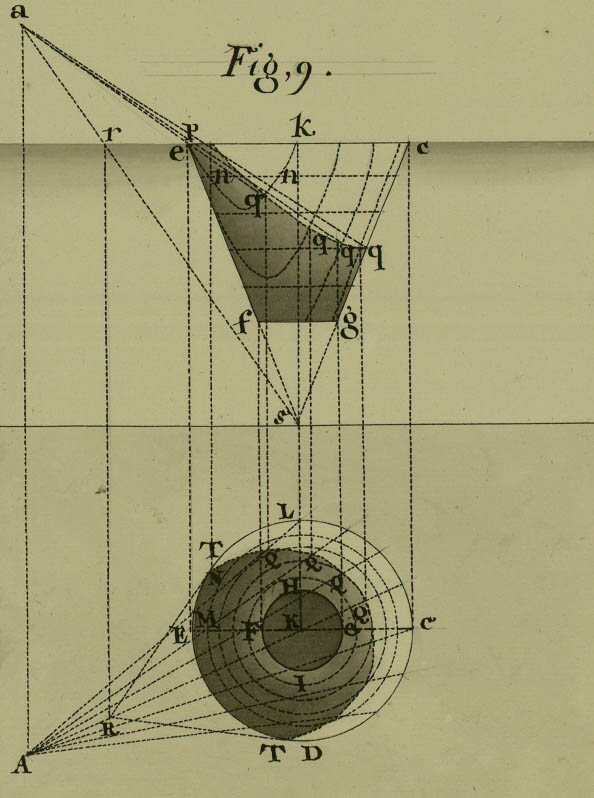 a
Fig, 9.
r P k c
e
n n
q
q q q
f g
s
L
T
N Q Q
H Q
M g
E F K G C
I
R
A T D